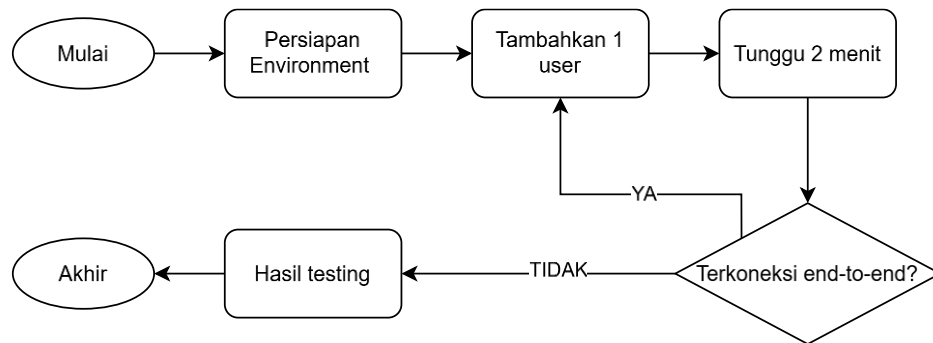 Mulai
Persiapan
Environment
Tambahkan 1
user
Tunggu 2 menit
YA
Akhir
Hasil testing
TIDAK
Terkoneksi end-to-end?